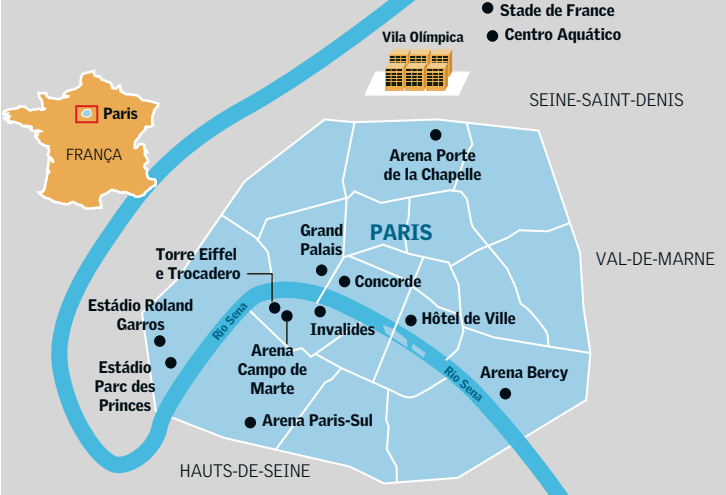 Stade de France
Centro Aquático
Vila Olímpica
SEINE-SAINT-DENIS
Paris
FRANÇA
Arena Porte
de la Chapelle
PARIS
Grand
Palais
Torre Eiffel
e Trocadero
Concorde
VAL-DE-MARNE
Estádio Roland
Garros
Rio Sena
Invalides
Hôtel de Ville
Arena
Campo de
Marte
Estádio
Parc des
Princes
Arena Bercy
Rio Sena
Arena Paris-Sul
HAUTS-DE-SEINE